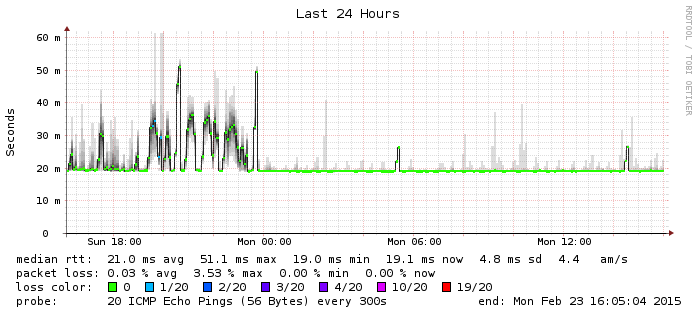 Last 24 Hours
RRDTOOL / TOBI OETIKER
Seconds
60 m
50 m
40 m
30 m
20 m
10 m
0
Sun 18:00 Mon 00:00 Mon 06:00 Mon 12:00
median rtt: 21.0 ms avg 51.1 ms max 19.0 ms min 19.1 ms now 4.8 ms sd 4.4 am/s
packet loss: 0.03 % avg 3.53 % max 0.00 % min 0.00 % now
loss color: 0 1/20 2/20 3/20 4/20 10/20 19/20
probe: 20 ICMP Echo Pings (56 Bytes) every 300s end: Mon Feb 23 16:05:04 2015